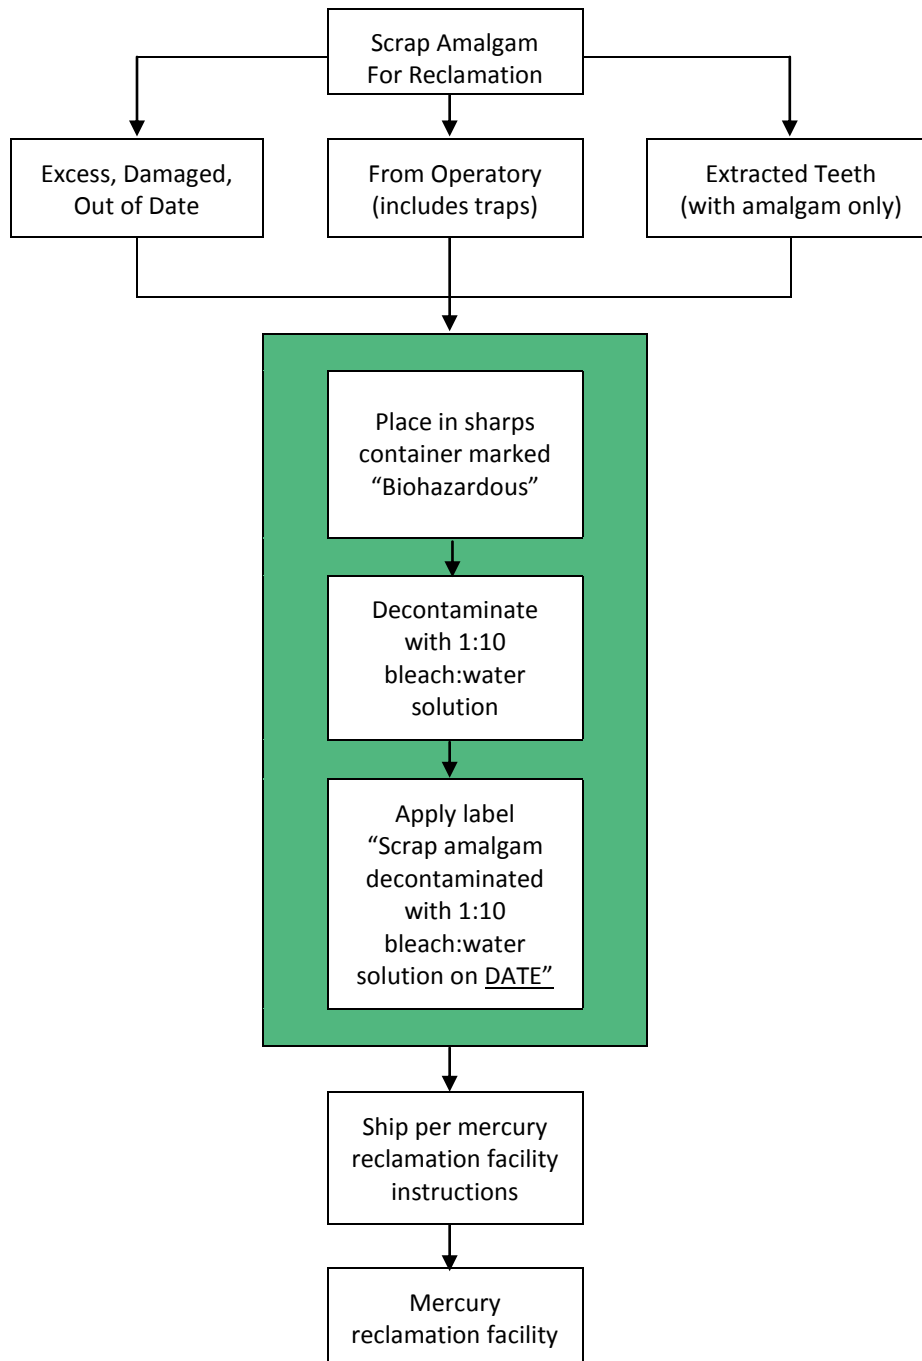 Scrap Amalgam
For Reclamation
Excess, Damaged,
Out of Date
From Operatory
(includes traps)
Extracted Teeth
(with amalgam only)
Place in sharps
container marked
“Biohazardous”
Decontaminate
with 1:10
bleach:water
solution
Apply label
“Scrap amalgam
decontaminated
with 1:10
bleach:water
solution on DATE”
Ship per mercury
reclamation facility
instructions
Mercury
reclamation facility